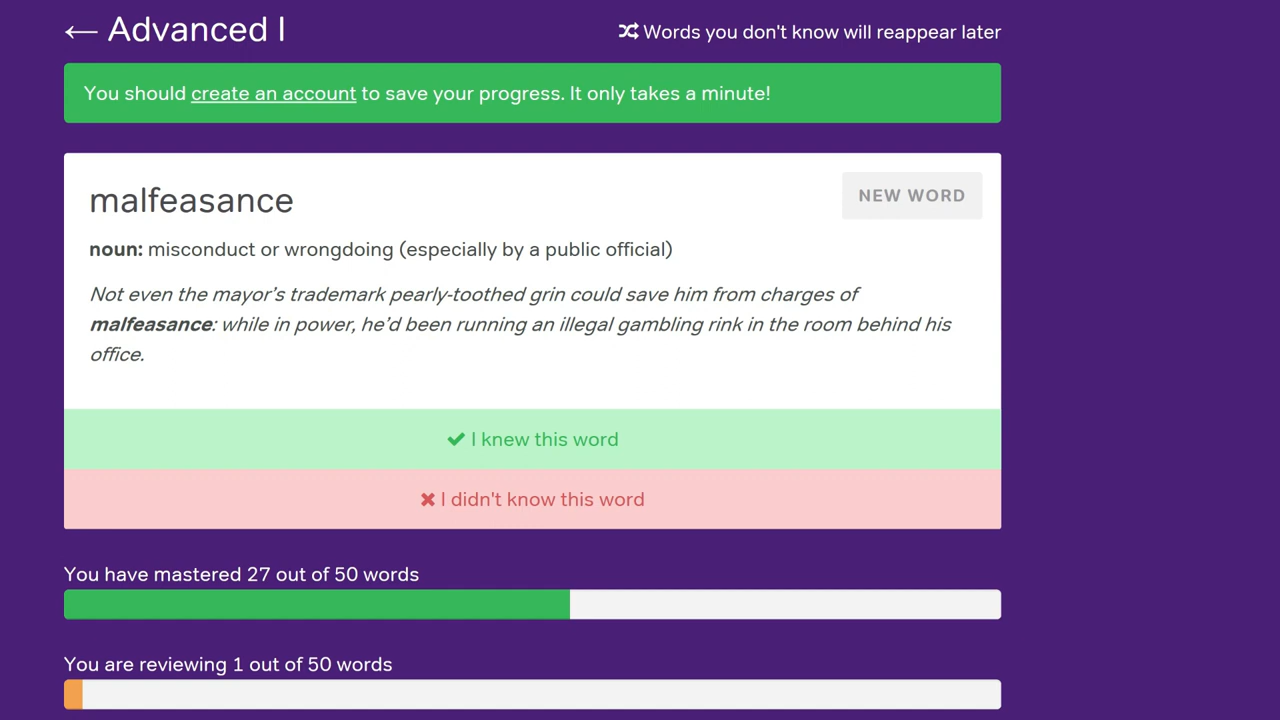 ← Advanced I
Words you don't know will reappear later
You should create an account to save your progress. It only takes a minute!
malfeasance
NEW WORD
noun: misconduct or wrongdoing (especially by a public official)
Not even the mayor’s trademark pearly-toothed grin could save him from charges of
malfeasance: while in power, he’d been running an illegal gambling rink in the room behind his
office.
I knew this word
I didn't know this word
You have mastered 27 out of 50 words
You are reviewing 1 out of 50 words